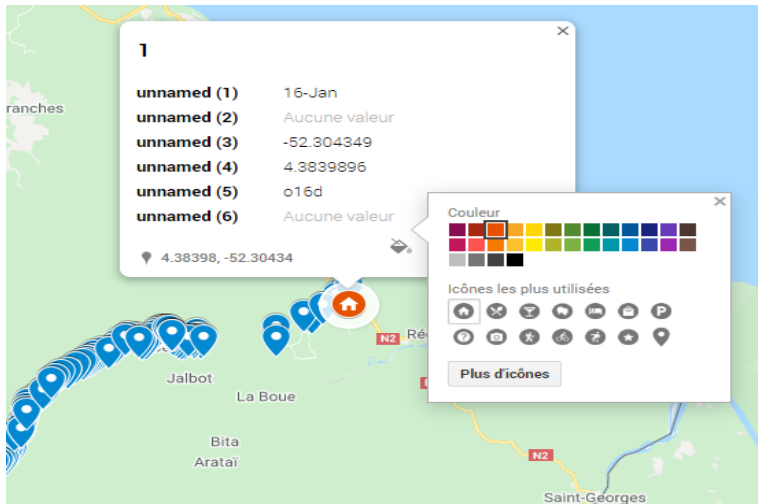 1
unnamed (1) 16-Jan
unnamed (2) Aucune valeur
unnamed (3) -52.304349
unnamed (4) 4.3839896
unnamed (5) o16d
unnamed (6) Aucune valeur
4.38398, -52.30434
Couleur
Icônes les plus utilisées
P
?
Plus d'icônes
ranches
N2
Ré
Jalbot
La Boue
Bita
Arataï
N2
Saint-Georges